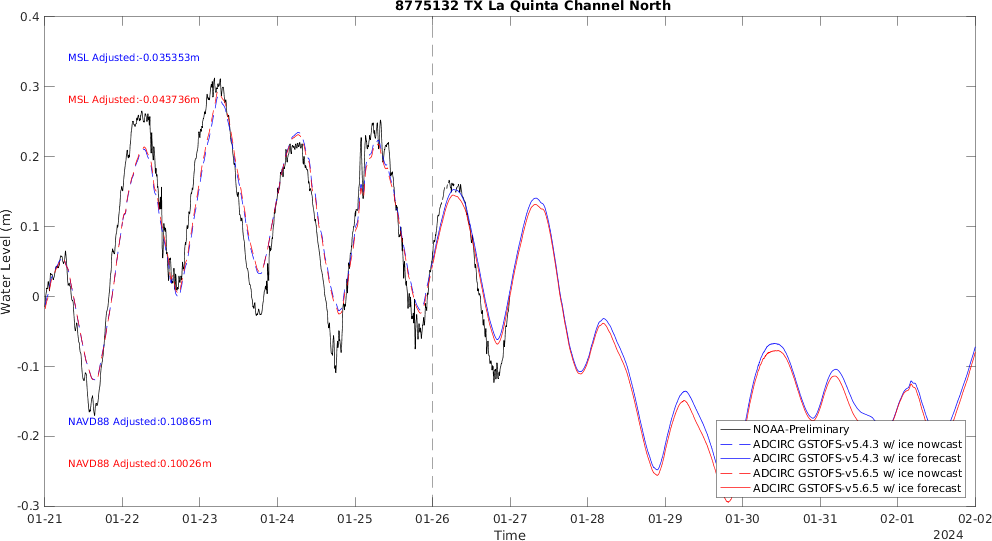 8775132 TX La Quinta Channel North
0.4
0.3
0.2
0.1
0
-0.1
-0.2
-0.3
Water Level (m)
MSL Adjusted:-0.035353m
MSL Adjusted:-0.043736m
NAVD88 Adjusted:0.10865m
NAVD88 Adjusted:0.10026m
NOAA-Preliminary
ADCIRC GSTOFS-v5.4.3 w/ ice nowcast
ADCIRC GSTOFS-v5.4.3 w/ ice forecast
ADCIRC GSTOFS-v5.6.5 w/ ice nowcast
ADCIRC GSTOFS-v5.6.5 w/ ice forecast
01-21 01-22 01-23 01-24 01-25 01-26 01-27 01-28 01-29 01-30 01-31 02-01 02-02
Time
2024